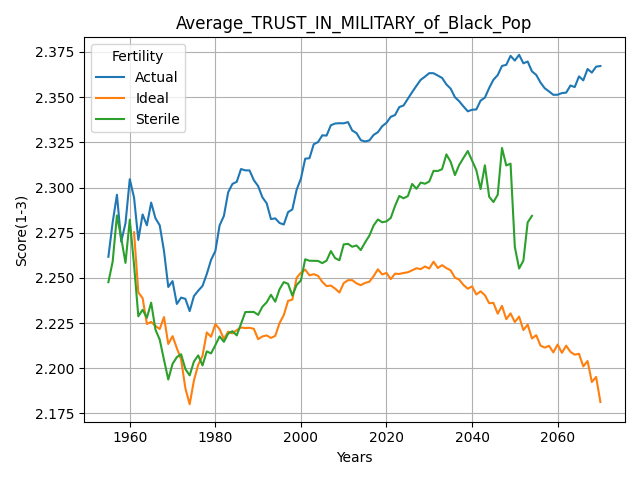 Average_TRUST_IN_MILITARY_of_Black_Pop
Fertility
Actual
Ideal
Sterile
Score(1-3)
2.375
2.350
2.325
2.300
2.275
2.250
2.225
2.200
2.175
1960
1980
2000
2020
2040
2060
Years